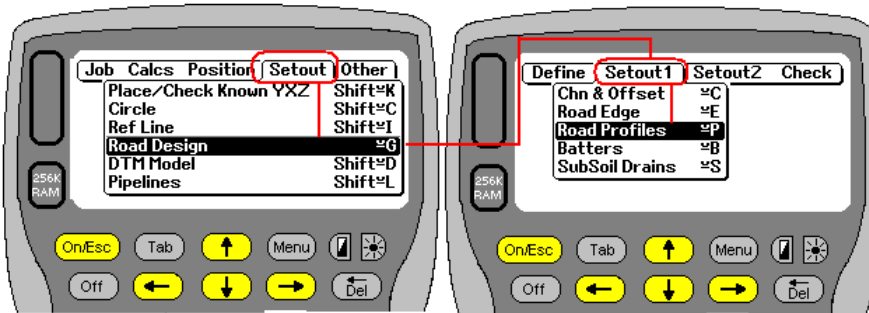 Job Calcs Position Setout Other
Place/Check Known YXZ Shift⌣K
Circle Shift⌣C
Ref Line Shift⌣I
Road Design ⌣G
DTM Model Shift⌣D
Pipelines Shift⌣L
256K
RAM
On/Esc Tab Menu
Off Del
Define Setout1 Setout2 Check
Chn & Offset ⌣C
Road Edge ⌣E
Road Profiles ⌣P
Batters ⌣B
SubSoil Drains ⌣S
256K
RAM
On/Esc Tab Menu
Off Del